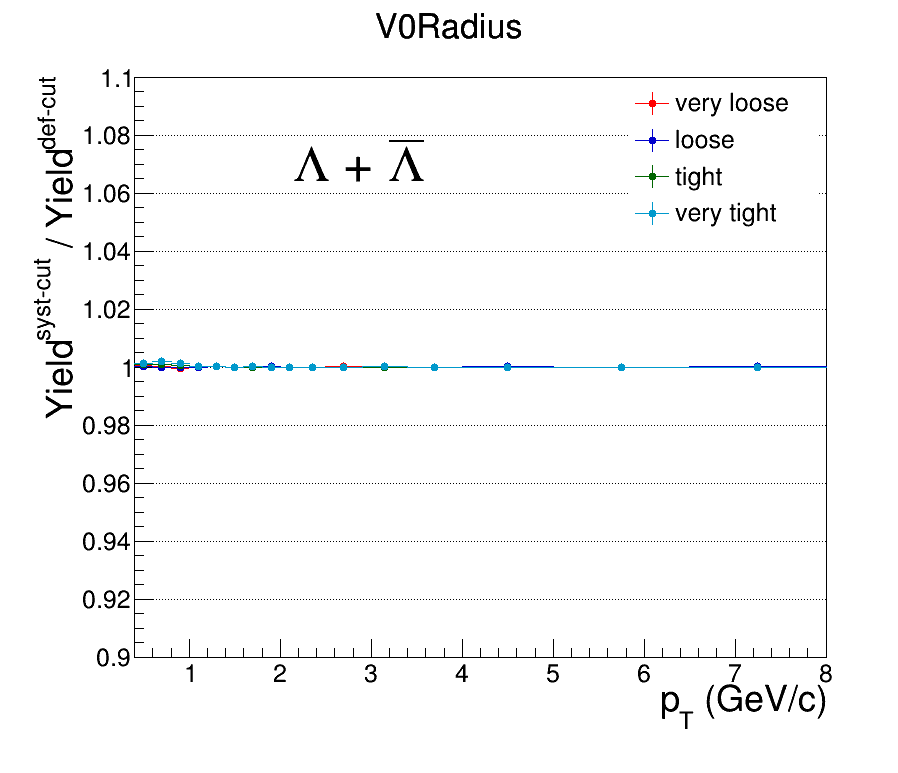 V0Radius
Yield^syst-cut / Yield^def-cut
1.1
1.08
1.06
1.04
1.02
1
0.98
0.96
0.94
0.92
0.9
Λ + Λ̅
very loose
loose
tight
very tight
1 2 3 4 5 6 7 8
p_T (GeV/c)